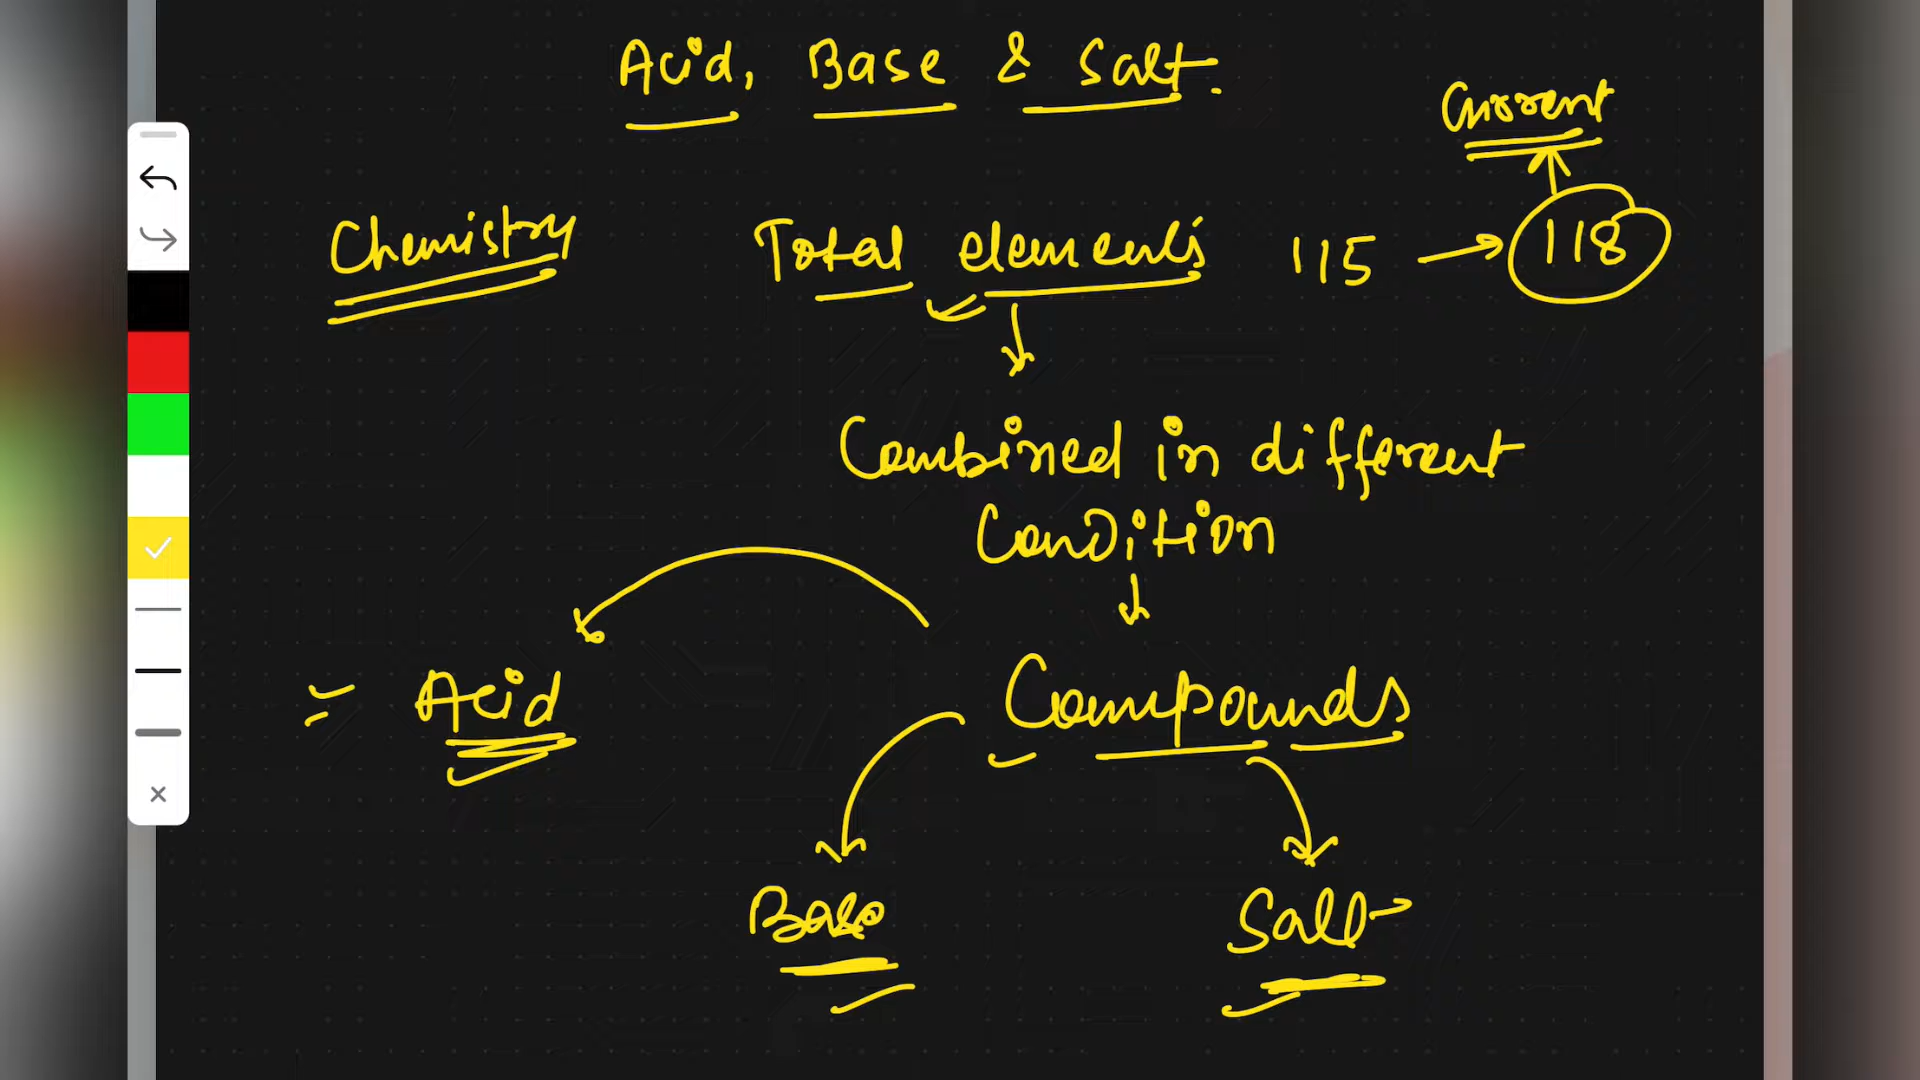 Acid, Base & Salt.
Current
Chemistry Total elements 115 → 118
Combined in different
Condition
= Acid Compounds
Base Salt